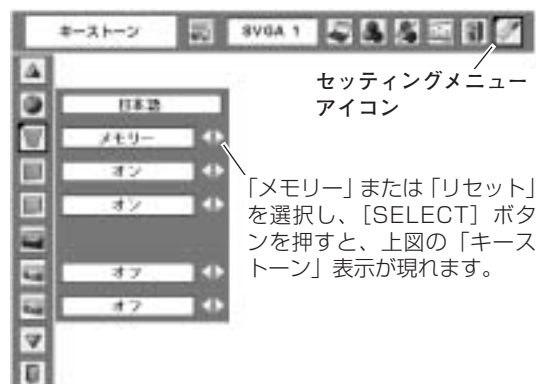 キーストーン
SVGA 1
セッティングメニュー
アイコン
日本語
メモリー
オン
オン
オフ
オフ
「メモリー」または「リセット」
を選択し、［SELECT］ボタ
ンを押すと、上図の「キース
トーン」表示が現れます。